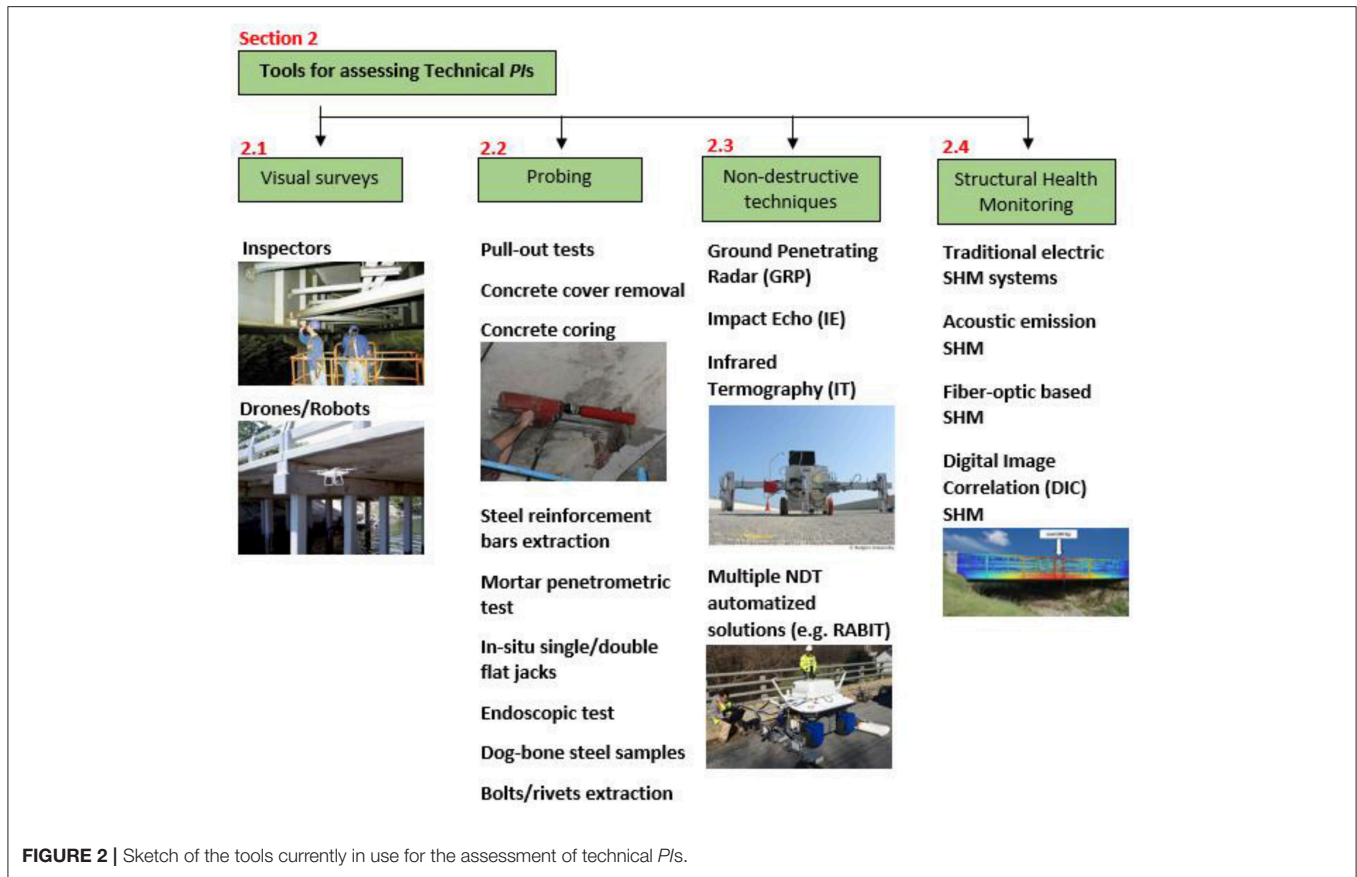 Section 2
Tools for assessing Technical PIs
2.1
Visual surveys
Inspectors
Drones/Robots
2.2
Probing
Pull-out tests
Concrete cover removal
Concrete coring
Steel reinforcement
bars extraction
Mortar penetrometric
test
In-situ single/double
flat jacks
Endoscopic test
Dog-bone steel samples
Bolts/rivets extraction
2.3
Non-destructive
techniques
Ground Penetrating
Radar (GRP)
Impact Echo (IE)
Infrared
Termography (IT)
© Rutgers University
Multiple NDT
automatized
solutions (e.g. RABIT)
2.4
Structural Health
Monitoring
Traditional electric
SHM systems
Acoustic emission
SHM
Fiber-optic based
SHM
Digital Image
Correlation (DIC)
SHM
FIGURE 2 | Sketch of the tools currently in use for the assessment of technical PIs.